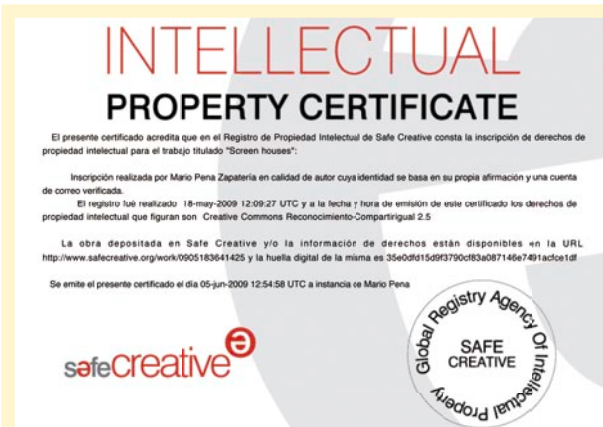 INTELLECTUAL
PROPERTY CERTIFICATE
El presente certificado acredita que en el Registro de Propiedad Intelectual de Safe Creative consta la inscripción de derechos de
propiedad intelectual para el trabajo titulado "Screen houses":
Inscripción realizada por Mario Pena Zapatería en calidad de autor cuya identidad se basa en su propia afirmación y una cuenta
de correo verificada.
El registro fué realizado 18-may-2009 12:09:27 UTC y a la fecha y hora de emisión de este certificado los derechos de
propiedad intelectual que figuran son Creative Commons Reconocimiento-CompartirIgual 2.5
La obra depositada en Safe Creative y/o la información de derechos están disponibles en la URL
http://www.safecreative.org/work/0905183641425 y la huella digital de la misma es 35e0dfd15d9f3790cf83a087146e7491acfce1df
Se emite el presente certificado el día 05-jun-2009 12:54:58 UTC a instancia de Mario Pena
safecreative
Global Registry Agency Of Intellectual Property
SAFE
CREATIVE